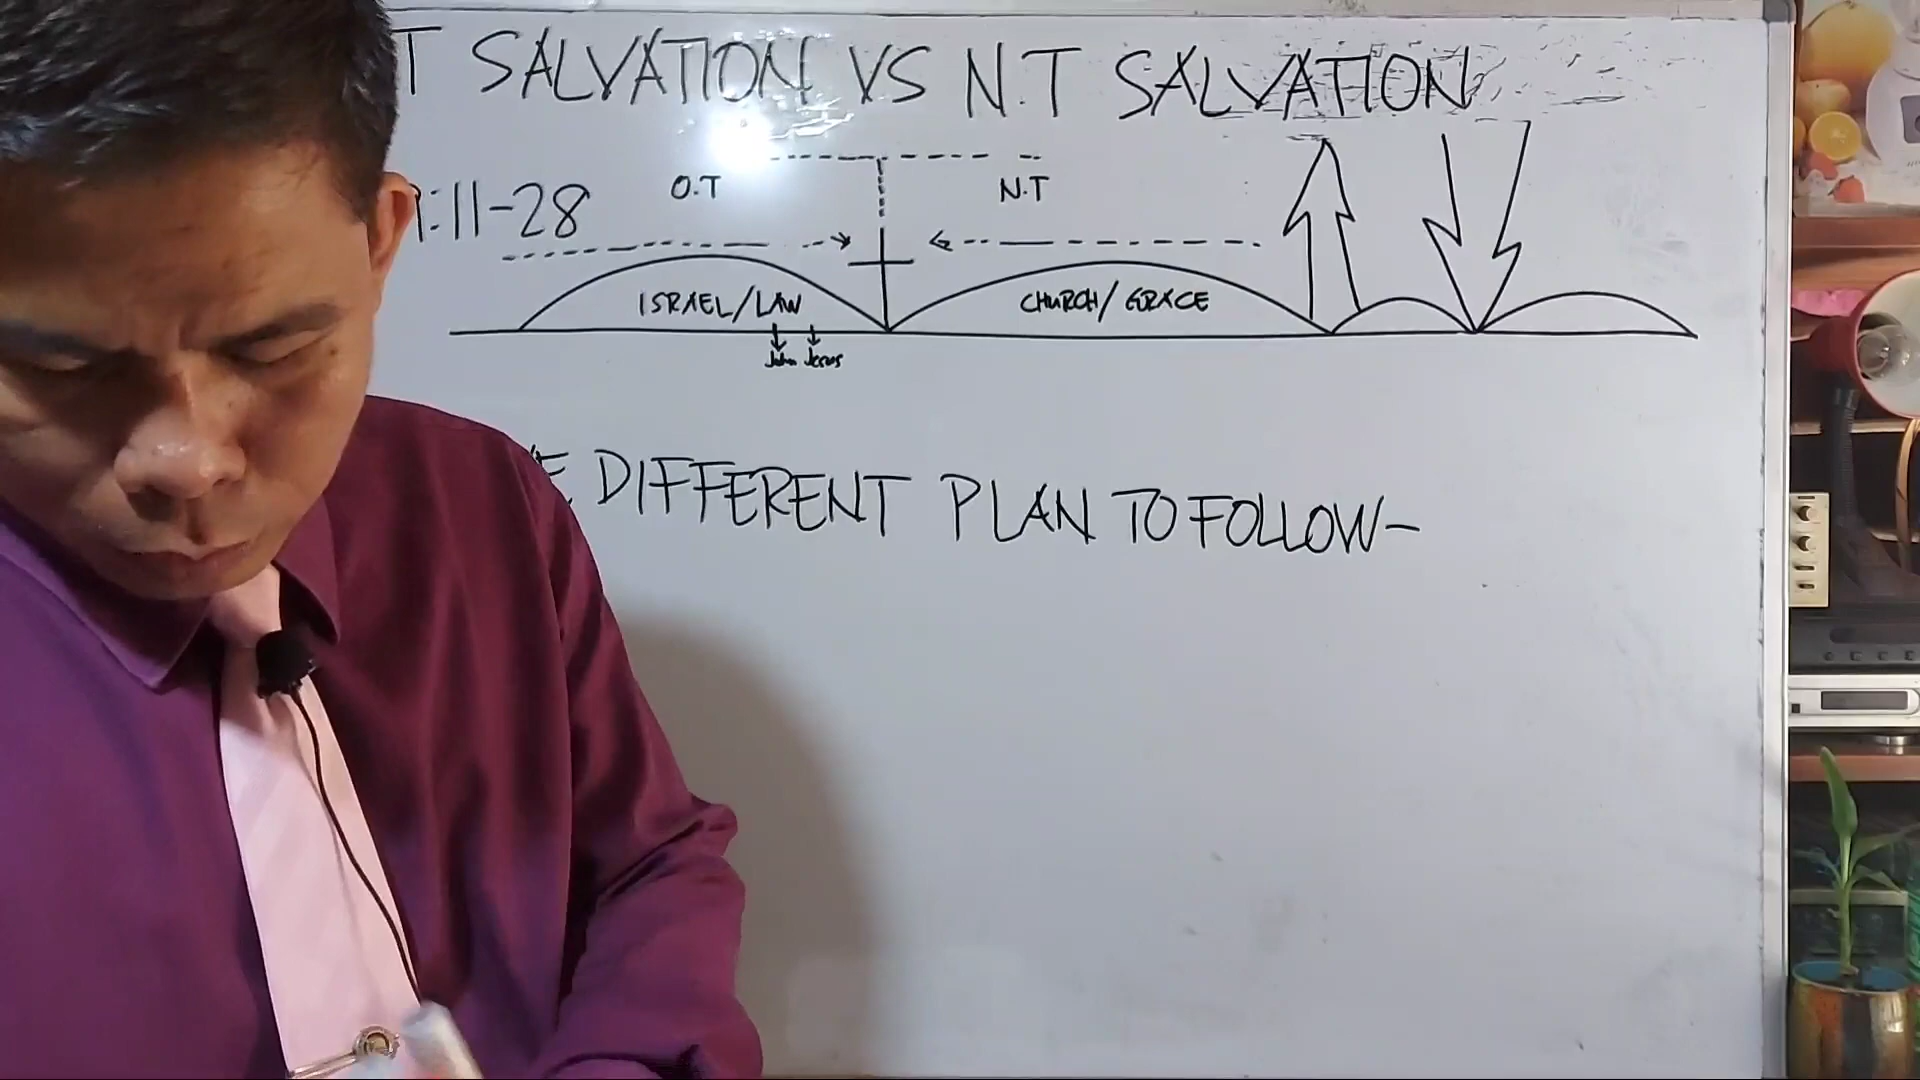 T SALVATION VS N.T SALVATION
O.T
N.T
:11-28
ISRAEL/LAW
CHURCH/GRACE
John Jesus
E DIFFERENT PLAN TO FOLLOW-